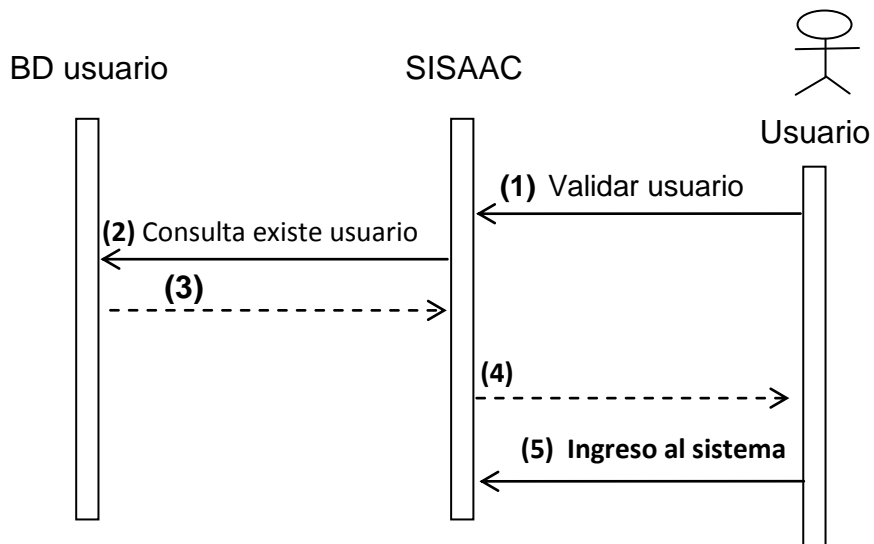 BD usuario
SISAAC
Usuario
(1) Validar usuario
(2) Consulta existe usuario
(3)
(4)
(5) Ingreso al sistema